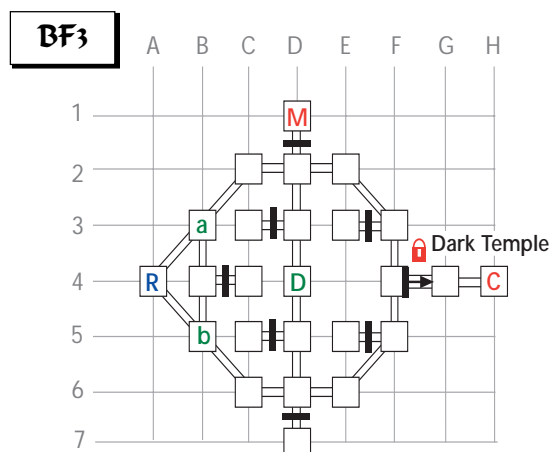 BF3
A B C D E F G H
1 M
2
3 a
Dark Temple
4 R D C
5 b
6
7